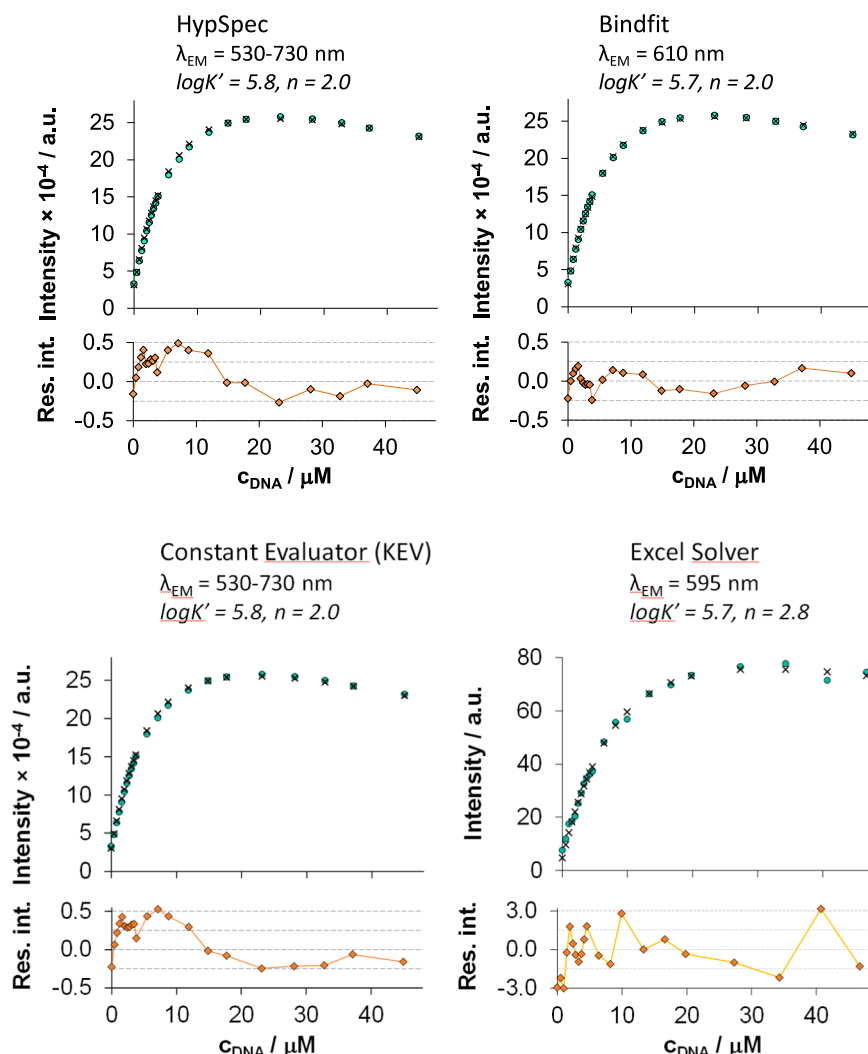 HypSpec
λEM = 530-730 nm
logK' = 5.8, n = 2.0
Intensity × 10⁻⁴ / a.u.
25
20
15
10
5
0
0 10 20 30 40
Res. int.
0.5
0.0
-0.5
0 10 20 30 40
cDNA / μM
Bindfit
λEM = 610 nm
logK' = 5.7, n = 2.0
Intensity × 10⁻⁴ / a.u.
25
20
15
10
5
0
Res. int.
0.5
0.0
-0.5
0 10 20 30 40
cDNA / μM
Constant Evaluator (KEV)
λEM = 530-730 nm
logK' = 5.8, n = 2.0
Intensity × 10⁻⁴ / a.u.
25
20
15
10
5
0
Res. int.
0.5
0.0
-0.5
0 10 20 30 40
cDNA / μM
Excel Solver
λEM = 595 nm
logK' = 5.7, n = 2.8
Intensity / a.u.
80
60
40
20
0
Res. int.
3.0
0.0
-3.0
0 10 20 30 40
cDNA / μM